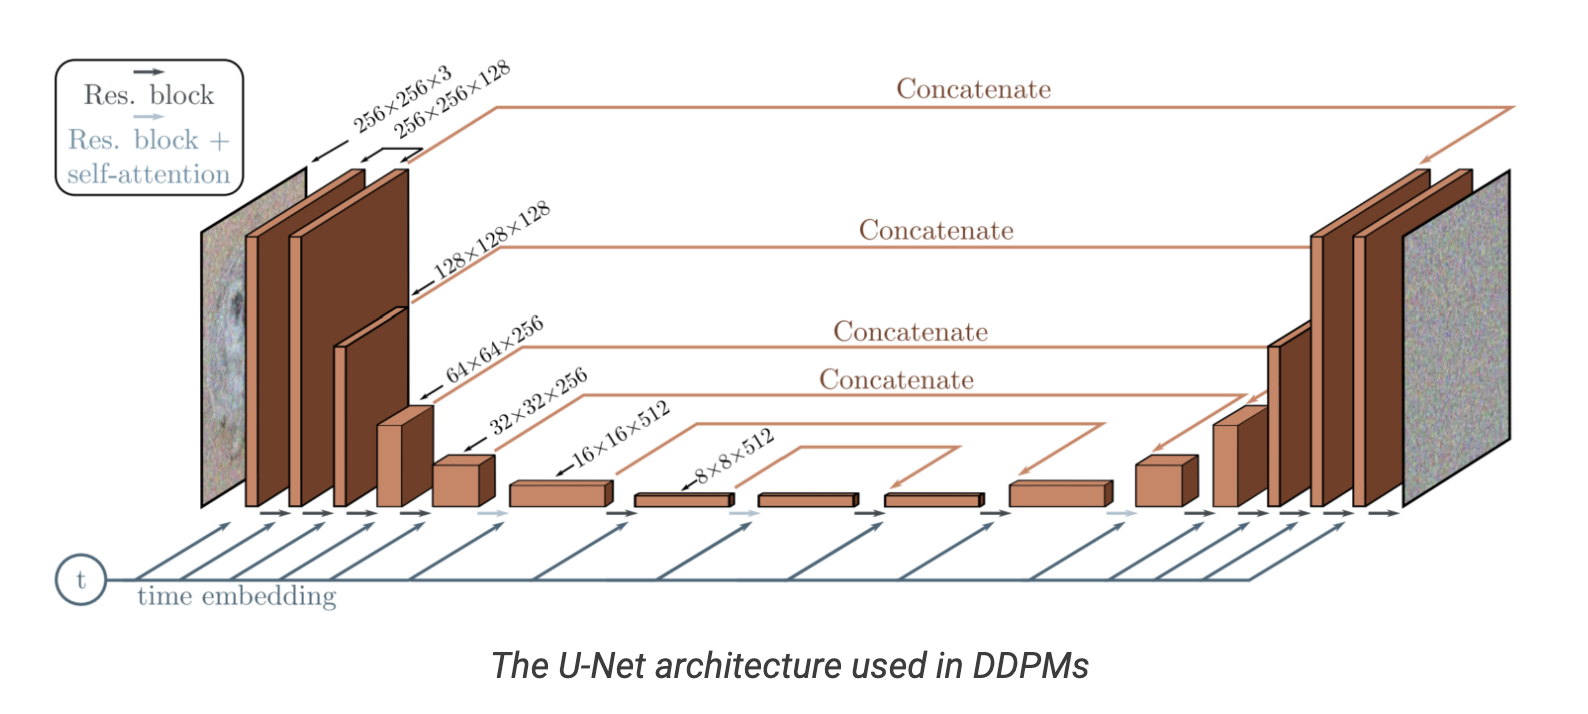 Res. block
Res. block +
self-attention
256×256×3
256×256×128
128×128×128
64×64×256
32×32×256
16×16×512
8×8×512
Concatenate
Concatenate
Concatenate
Concatenate
t
time embedding
The U-Net architecture used in DDPMs